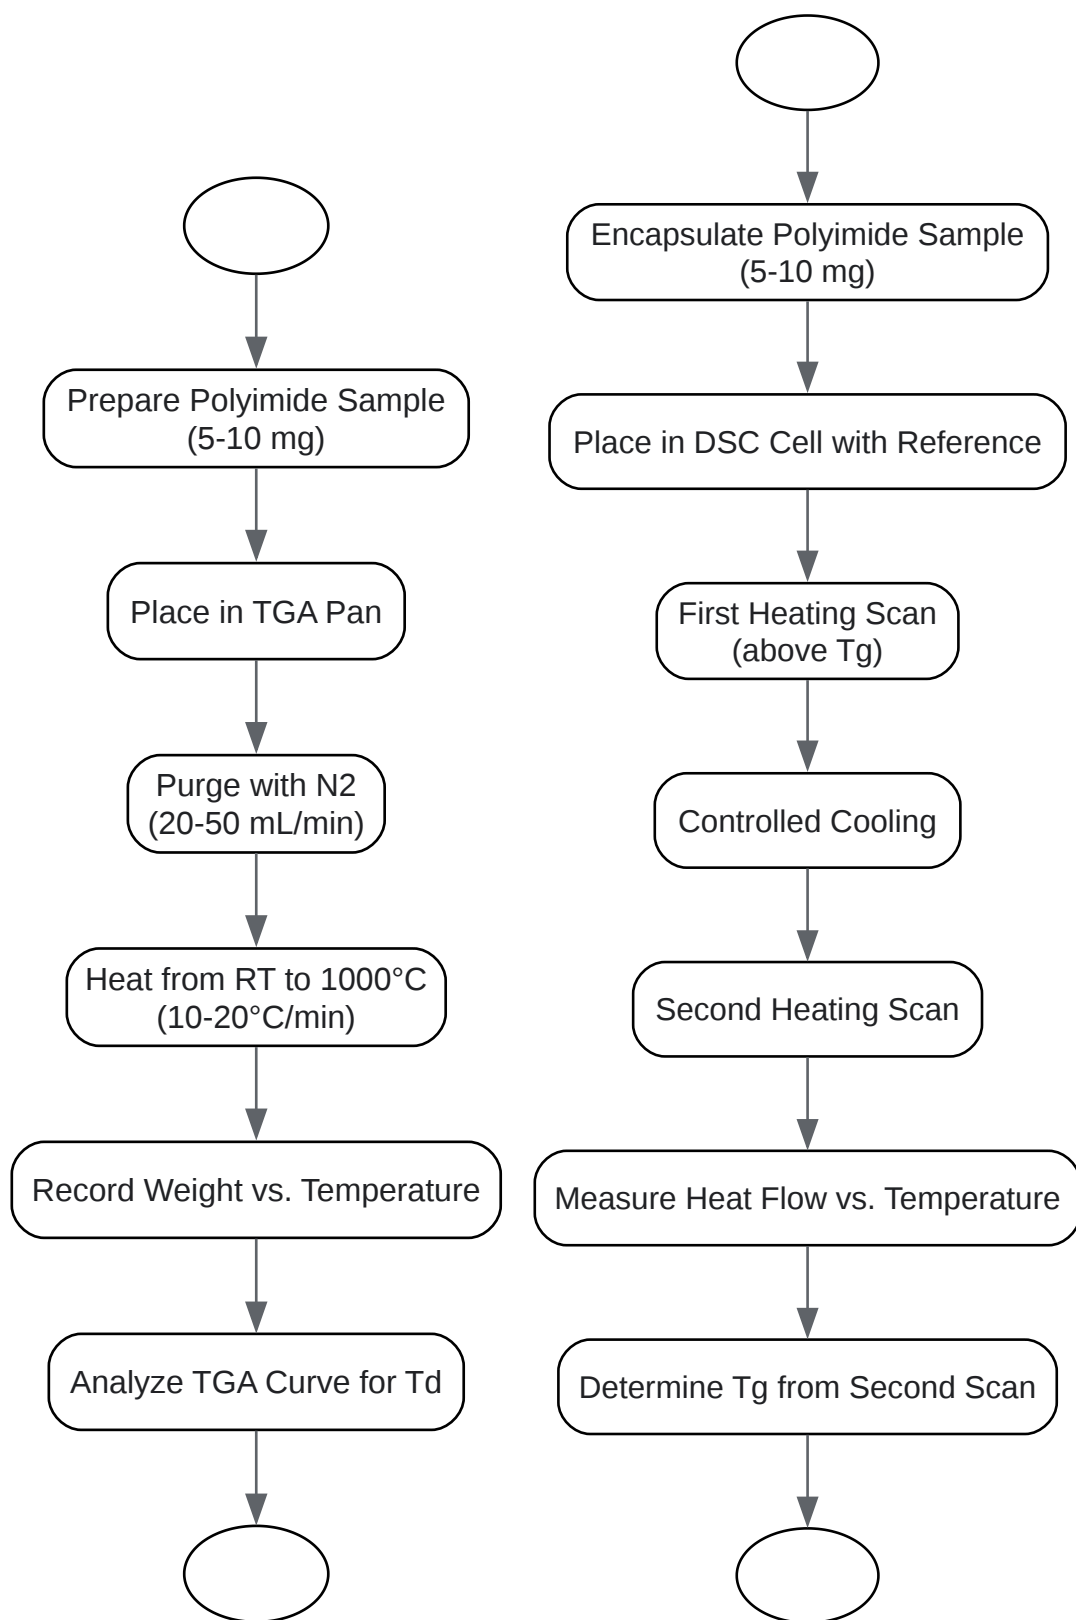 Prepare Polyimide Sample
(5-10 mg)
Place in TGA Pan
Purge with N2
(20-50 mL/min)
Heat from RT to 1000°C
(10-20°C/min)
Record Weight vs. Temperature
Analyze TGA Curve for Td
Encapsulate Polyimide Sample
(5-10 mg)
Place in DSC Cell with Reference
First Heating Scan
(above Tg)
Controlled Cooling
Second Heating Scan
Measure Heat Flow vs. Temperature
Determine Tg from Second Scan